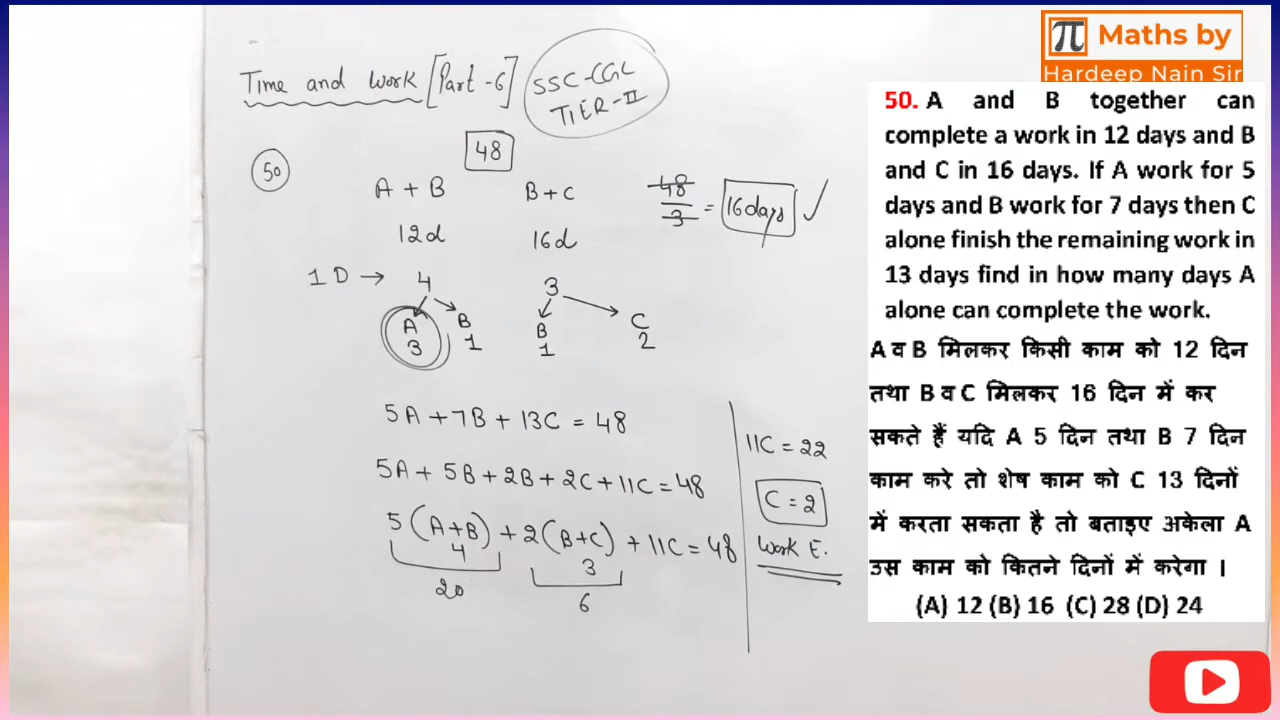 Time and Work [Part-6]
SSC-CGL
TIER-II
50
48
A + B
B + C
48
3
= 16 days ✓
12d
16d
1D → 4
3
A
3
B
1
B
1
C
2
5A + 7B + 13C = 48
5A + 5B + 2B + 2C + 11C = 48
5(A+B) + 2(B+C) + 11C = 48
4
3
20
6
11C = 22
C = 2
Work E.
π Maths by
Hardeep Nain Sir
50. A and B together can
complete a work in 12 days and B
and C in 16 days. If A work for 5
days and B work for 7 days then C
alone finish the remaining work in
13 days find in how many days A
alone can complete the work.
A व B मिलकर किसी काम को 12 दिन
तथा B व C मिलकर 16 दिन में कर
सकते हैं यदि A 5 दिन तथा B 7 दिन
काम करे तो शेष काम को C 13 दिनों
में करता सकता है तो बताइए अकेला A
उस काम को कितने दिनों में करेगा ।
(A) 12 (B) 16 (C) 28 (D) 24